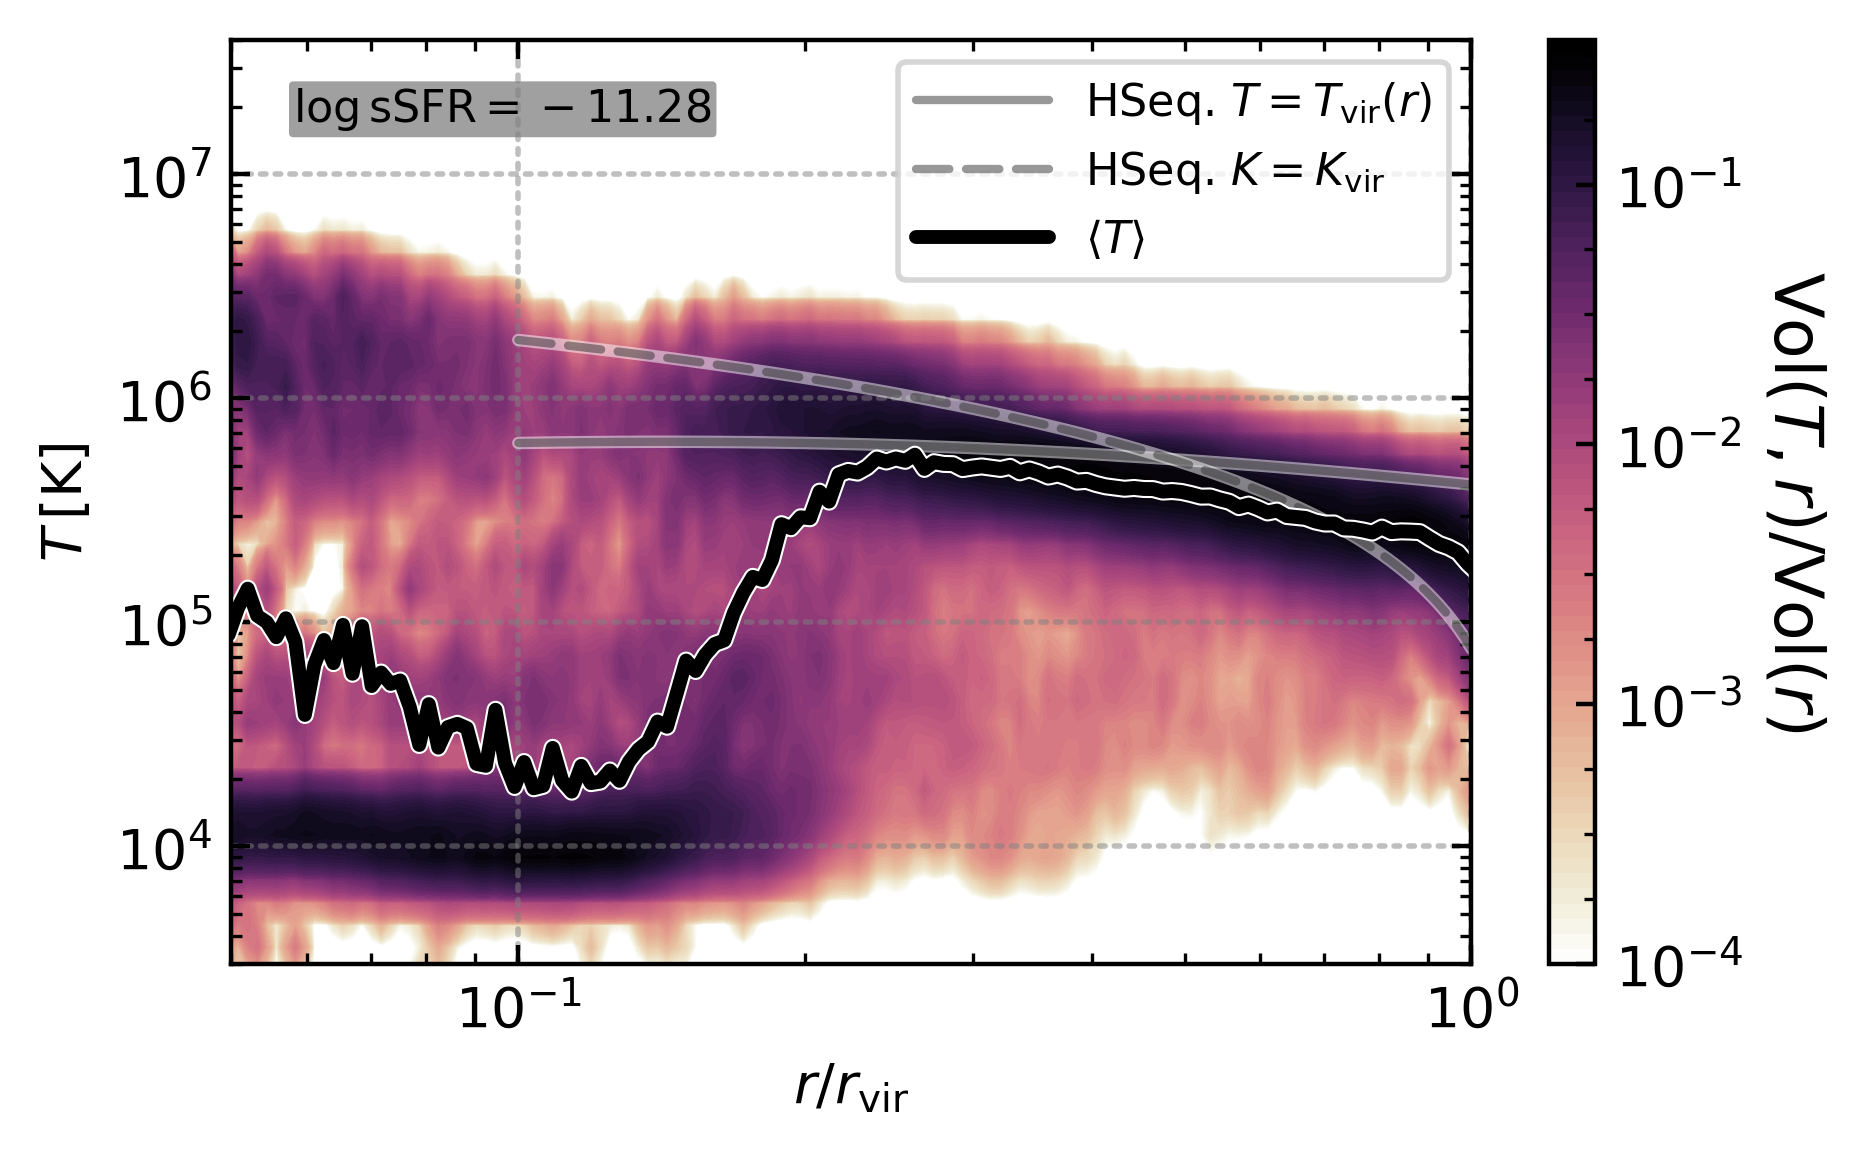 log sSFR = −11.28
HSeq. T = T_vir(r)
HSeq. K = K_vir
⟨T⟩
T [K]
10^7
10^6
10^5
10^4
10^−1
10^0
r/r_vir
10^−1
10^−2
10^−3
10^−4
Vol(T, r)/Vol(r)